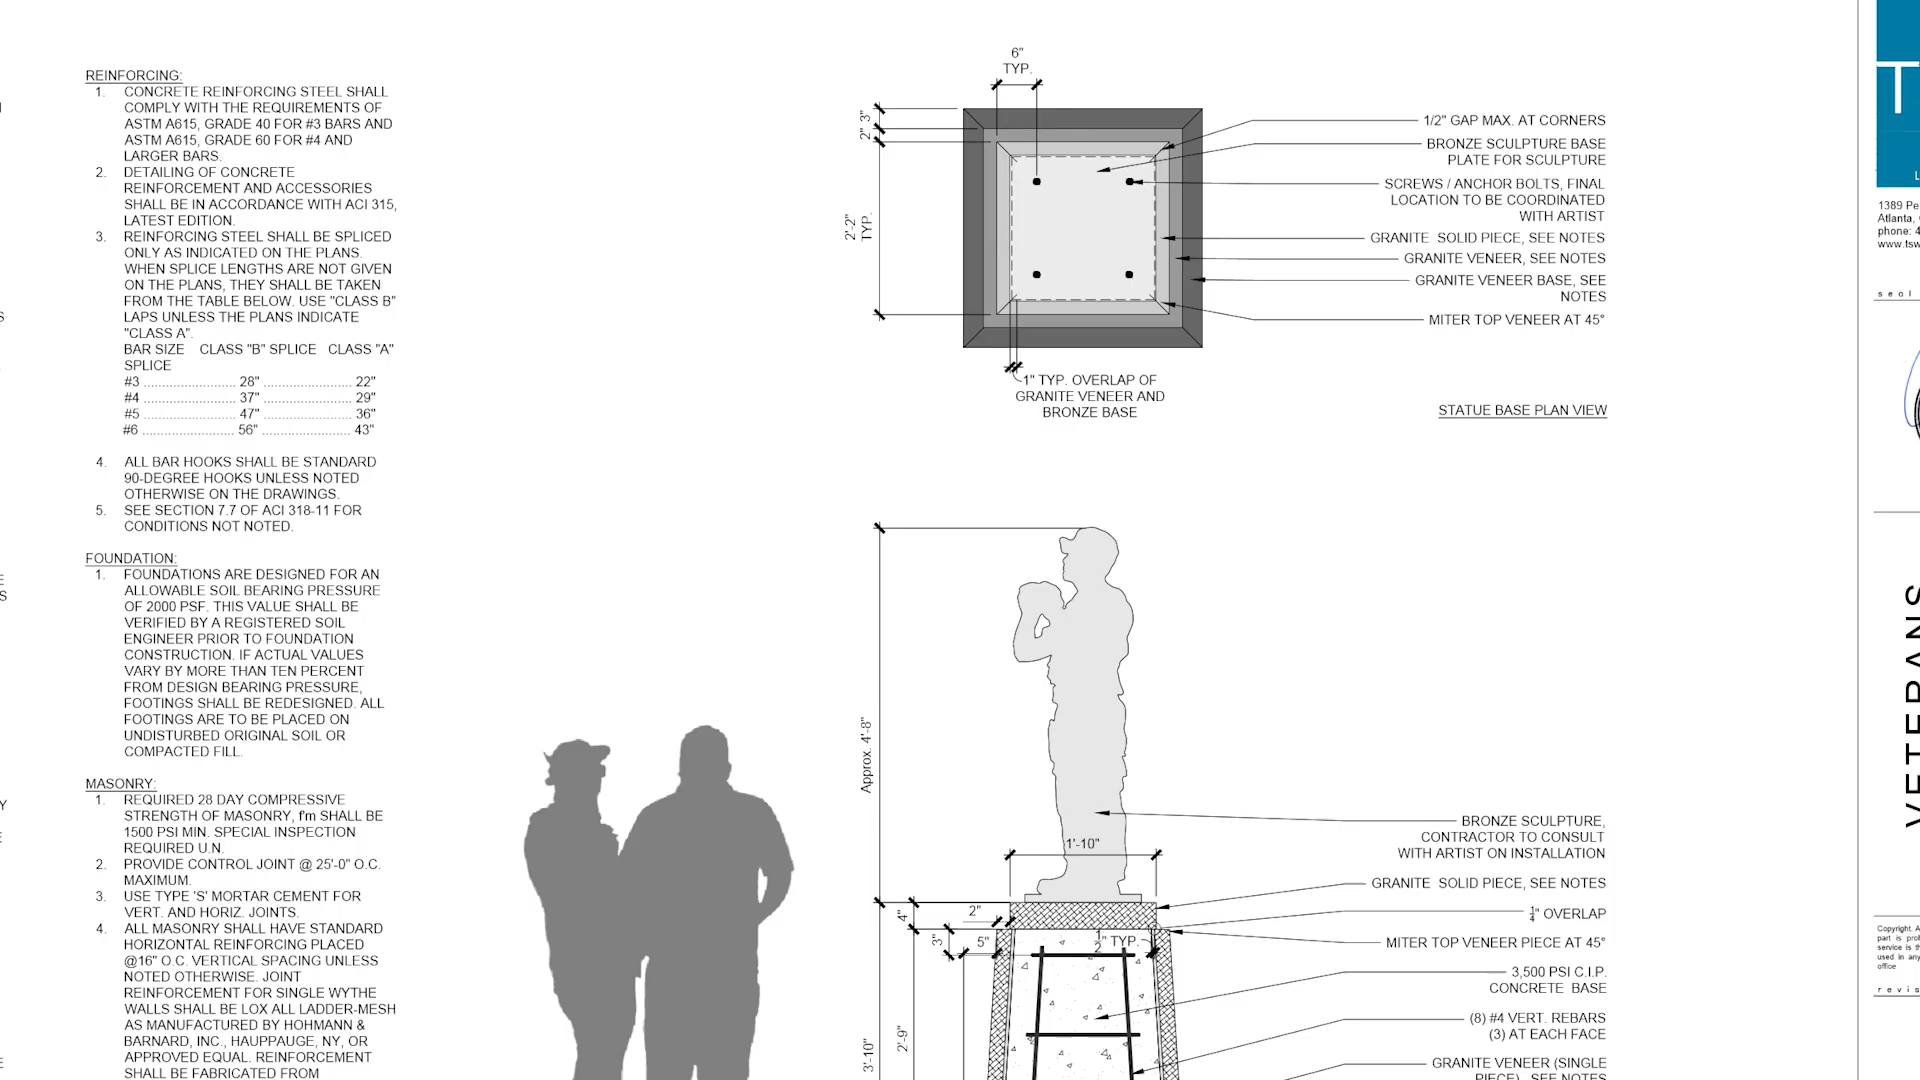 REINFORCING:
1. CONCRETE REINFORCING STEEL SHALL
COMPLY WITH THE REQUIREMENTS OF
ASTM A615, GRADE 40 FOR #3 BARS AND
ASTM A615, GRADE 60 FOR #4 AND
LARGER BARS.
2. DETAILING OF CONCRETE
REINFORCEMENT AND ACCESSORIES
SHALL BE IN ACCORDANCE WITH ACI 315,
LATEST EDITION.
3. REINFORCING STEEL SHALL BE SPLICED
ONLY AS INDICATED ON THE PLANS.
WHEN SPLICE LENGTHS ARE NOT GIVEN
ON THE PLANS, THEY SHALL BE TAKEN
FROM THE TABLE BELOW. USE "CLASS B"
LAPS UNLESS THE PLANS INDICATE
"CLASS A".
BAR SIZE CLASS "B" SPLICE CLASS "A"
SPLICE
#3 ......................... 28" ........................ 22"
#4 ......................... 37" ........................ 29"
#5 ......................... 47" ........................ 36"
#6 ......................... 56" ........................ 43"
4. ALL BAR HOOKS SHALL BE STANDARD
90-DEGREE HOOKS UNLESS NOTED
OTHERWISE ON THE DRAWINGS.
5. SEE SECTION 7.7 OF ACI 318-11 FOR
CONDITIONS NOT NOTED.
FOUNDATION:
1. FOUNDATIONS ARE DESIGNED FOR AN
ALLOWABLE SOIL BEARING PRESSURE
OF 2000 PSF. THIS VALUE SHALL BE
VERIFIED BY A REGISTERED SOIL
ENGINEER PRIOR TO FOUNDATION
CONSTRUCTION. IF ACTUAL VALUES
VARY BY MORE THAN TEN PERCENT
FROM DESIGN BEARING PRESSURE,
FOOTINGS SHALL BE REDESIGNED. ALL
FOOTINGS ARE TO BE PLACED ON
UNDISTURBED ORIGINAL SOIL OR
COMPACTED FILL.
MASONRY:
1. REQUIRED 28 DAY COMPRESSIVE
STRENGTH OF MASONRY, f'm SHALL BE
1500 PSI MIN. SPECIAL INSPECTION
REQUIRED U.N.
2. PROVIDE CONTROL JOINT @ 25'-0" O.C.
MAXIMUM.
3. USE TYPE 'S' MORTAR CEMENT FOR
VERT. AND HORIZ. JOINTS.
4. ALL MASONRY SHALL HAVE STANDARD
HORIZONTAL REINFORCING PLACED
@16" O.C. VERTICAL SPACING UNLESS
NOTED OTHERWISE. JOINT
REINFORCEMENT FOR SINGLE WYTHE
WALLS SHALL BE LOX ALL LADDER-MESH
AS MANUFACTURED BY HOHMANN &
BARNARD, INC., HAUPPAUGE, NY, OR
APPROVED EQUAL. REINFORCEMENT
SHALL BE FABRICATED FROM
6"
TYP.
3"
2"
2'-2"
TYP.
1/2" GAP MAX. AT CORNERS
BRONZE SCULPTURE BASE
PLATE FOR SCULPTURE
SCREWS / ANCHOR BOLTS, FINAL
LOCATION TO BE COORDINATED
WITH ARTIST
GRANITE SOLID PIECE, SEE NOTES
GRANITE VENEER, SEE NOTES
GRANITE VENEER BASE, SEE
NOTES
MITER TOP VENEER AT 45°
1" TYP. OVERLAP OF
GRANITE VENEER AND
BRONZE BASE
STATUE BASE PLAN VIEW
Approx. 4'-8"
1'-10"
2"
4"
3"
5"
1/2" TYP.
2'-9"
3'-10"
BRONZE SCULPTURE,
CONTRACTOR TO CONSULT
WITH ARTIST ON INSTALLATION
GRANITE SOLID PIECE, SEE NOTES
1/4" OVERLAP
MITER TOP VENEER PIECE AT 45°
3,500 PSI C.I.P.
CONCRETE BASE
(8) #4 VERT. REBARS
(3) AT EACH FACE
GRANITE VENEER (SINGLE
PIECE), SEE NOTES
T
L
1389 Pe
Atlanta,
phone: 4
www.tsw
seal
VETERANS
Copyright. A
part is prol
service is th
used in any
office
revis